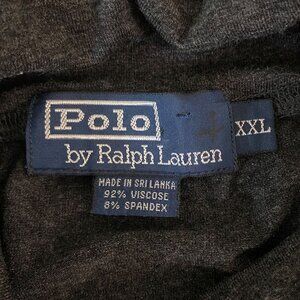 Polo
by Ralph Lauren
XXL
MADE IN SRI LANKA
92% VISCOSE
8% SPANDEX